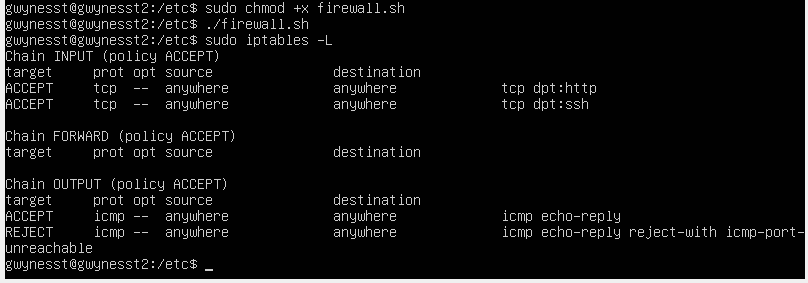 gwynesst@gwynesst2:/etc$ sudo chmod +x firewall.sh
gwynesst@gwynesst2:/etc$ ./firewall.sh
gwynesst@gwynesst2:/etc$ sudo iptables -L
Chain INPUT (policy ACCEPT)
target     prot opt source               destination
ACCEPT     tcp  --  anywhere             anywhere             tcp dpt:http
ACCEPT     tcp  --  anywhere             anywhere             tcp dpt:ssh

Chain FORWARD (policy ACCEPT)
target     prot opt source               destination

Chain OUTPUT (policy ACCEPT)
target     prot opt source               destination
ACCEPT     icmp --  anywhere             anywhere             icmp echo-reply
REJECT     icmp --  anywhere             anywhere             icmp echo-reply reject-with icmp-port-
unreachable
gwynesst@gwynesst2:/etc$ _